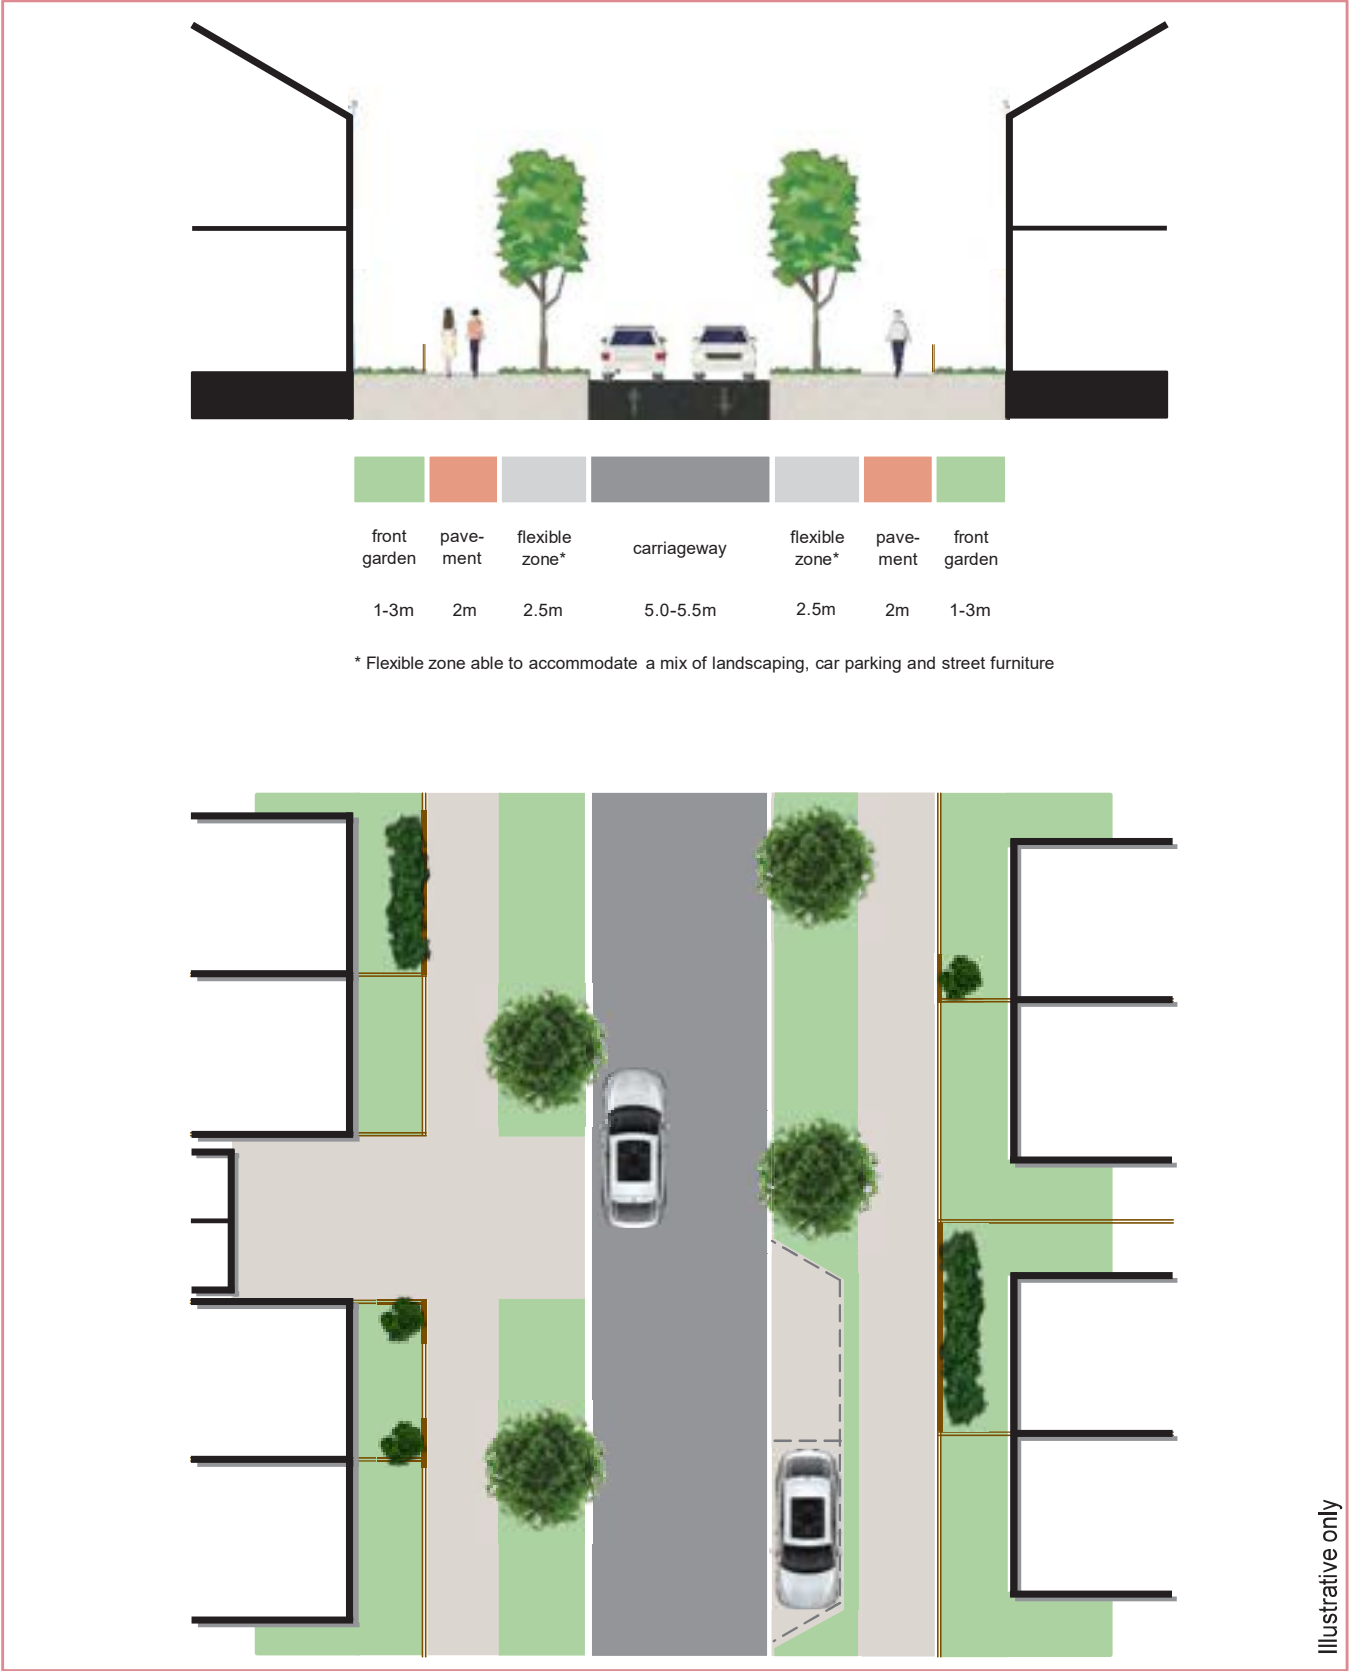 front pave- flexible carriageway flexible pave- front
garden ment zone* zone* ment garden
1-3m 2m 2.5m 5.0-5.5m 2.5m 2m 1-3m
* Flexible zone able to accommodate a mix of landscaping, car parking and street furniture
Illustrative only